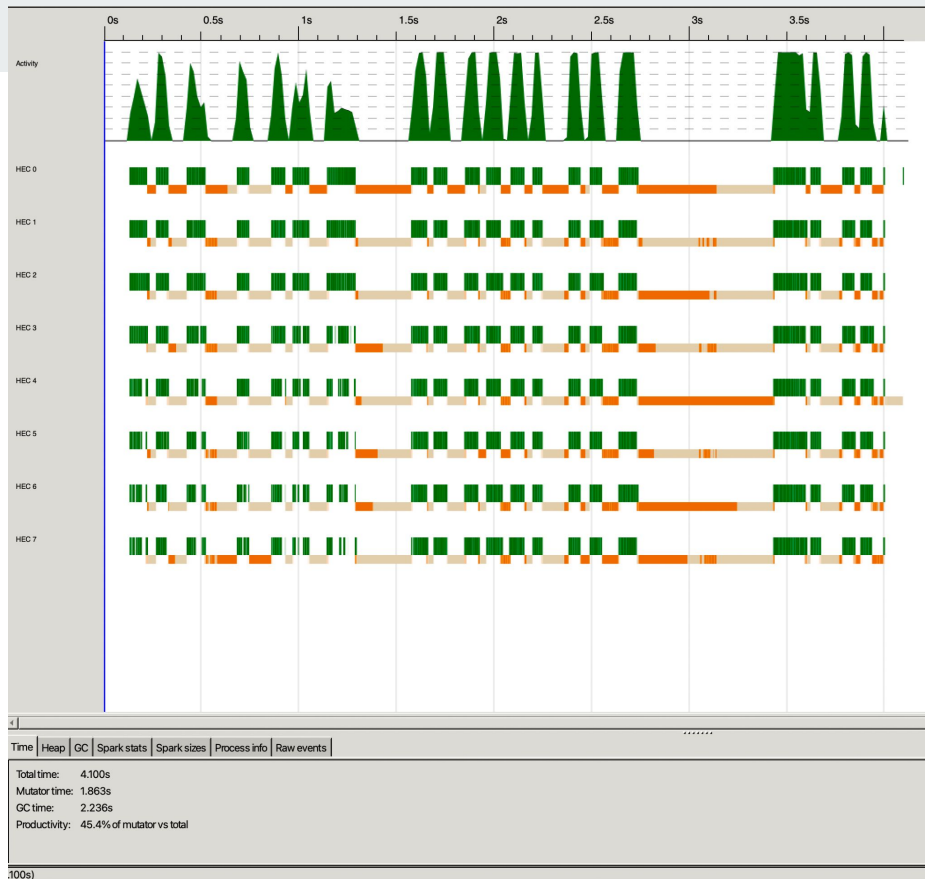 0s 0.5s 1s 1.5s 2s 2.5s 3s 3.5s
Activity
HEC 0
HEC 1
HEC 2
HEC 3
HEC 4
HEC 5
HEC 6
HEC 7
Time Heap GC Spark stats Spark sizes Process info Raw events
Total time: 4.100s
Mutator time: 1.863s
GC time: 2.236s
Productivity: 45.4% of mutator vs total
.100s)